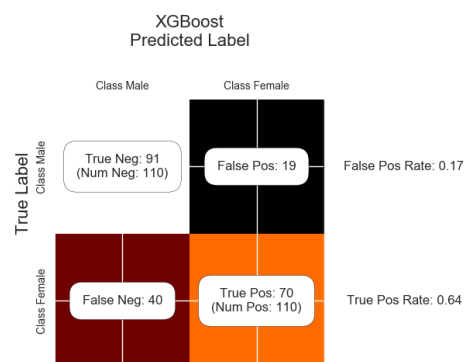 XGBoost
Predicted Label
Class Male
Class Female
True Label
Class Male
True Neg: 91
(Num Neg: 110)
False Pos: 19
False Pos Rate: 0.17
Class Female
False Neg: 40
True Pos: 70
(Num Pos: 110)
True Pos Rate: 0.64